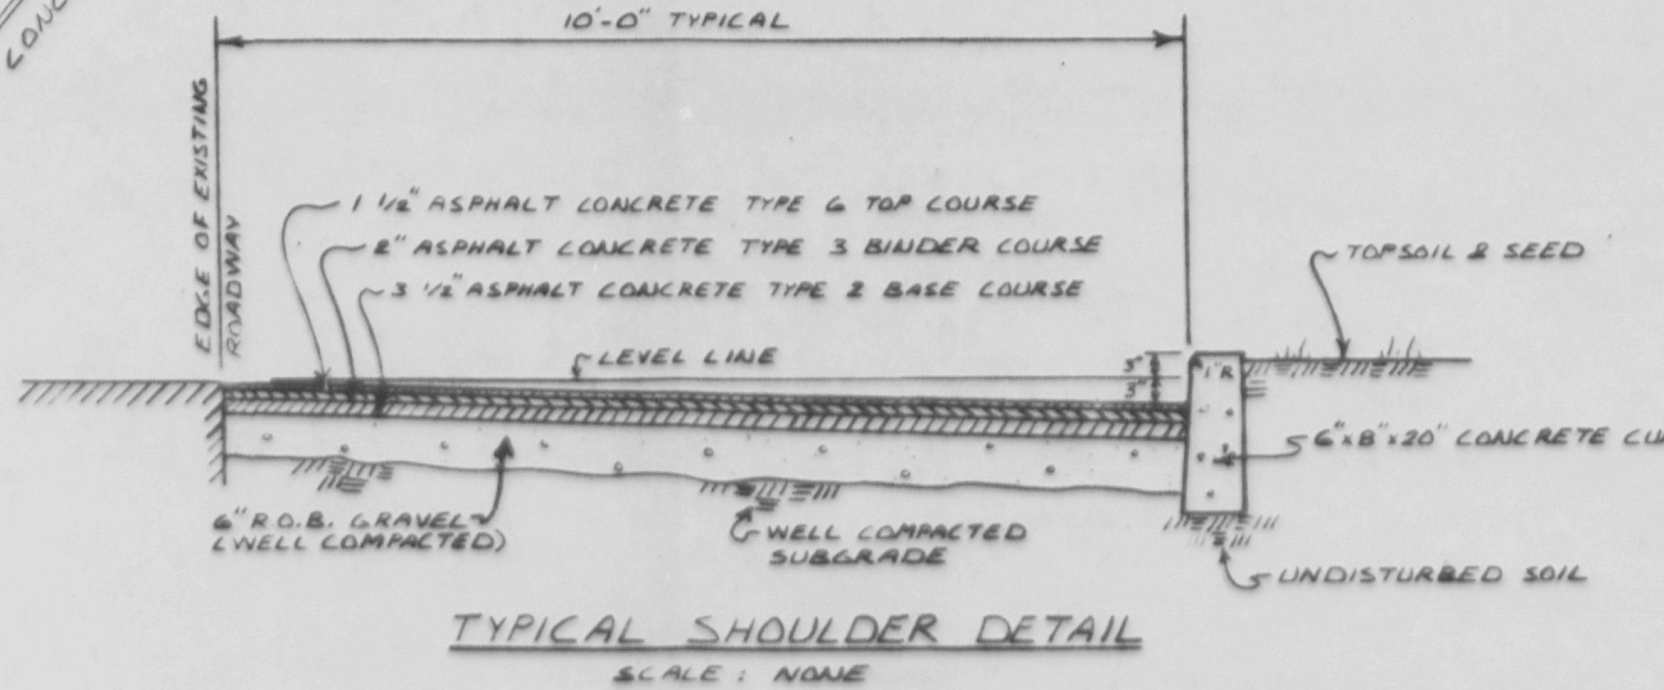 CONC
10'-0" TYPICAL
EDGE OF EXISTING
ROADWAY
1 1/2" ASPHALT CONCRETE TYPE 6 TOP COURSE
2" ASPHALT CONCRETE TYPE 3 BINDER COURSE
3 1/2" ASPHALT CONCRETE TYPE 2 BASE COURSE
TOPSOIL & SEED
LEVEL LINE
3"
3"
1"R
6"x8"x20" CONCRETE CU
6" R.O.B. GRAVEL
(WELL COMPACTED)
WELL COMPACTED
SUBGRADE
UNDISTURBED SOIL
TYPICAL SHOULDER DETAIL
SCALE : NONE